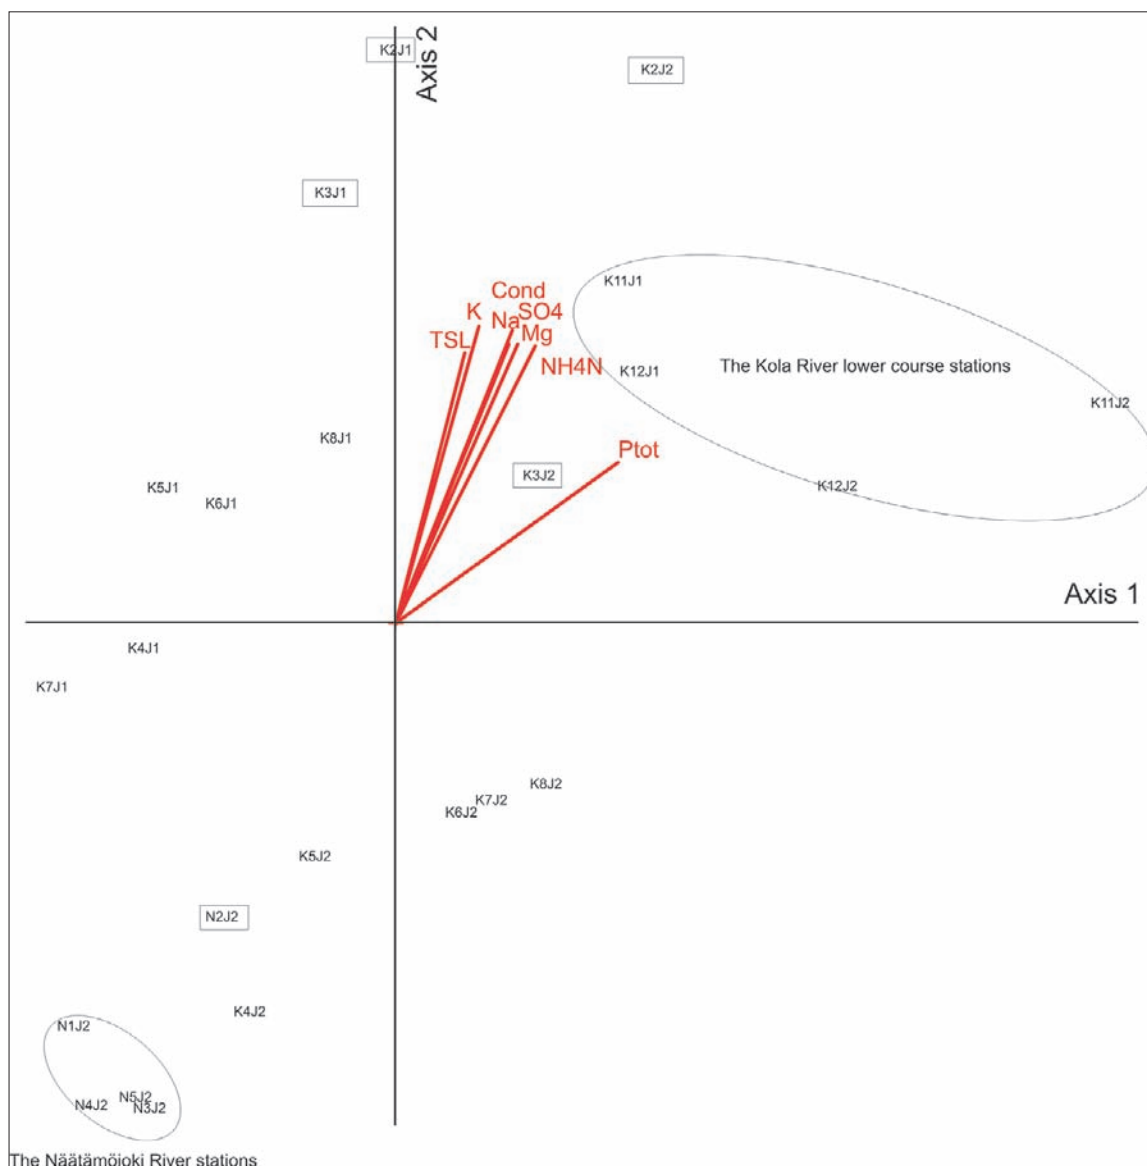 K2J1
Axis 2
K2J2
K3J1
K11J1
Cond
K
Na
SO4
TSL
Mg
NH4N
K12J1
The Kola River lower course stations
K11J2
K8J1
Ptot
K3J2
K5J1
K6J1
K12J2
Axis 1
K4J1
K7J1
K8J2
K7J2
K6J2
K5J2
N2J2
K4J2
N1J2
N5J2
N4J2
N3J2
The Näätämöjoki River stations